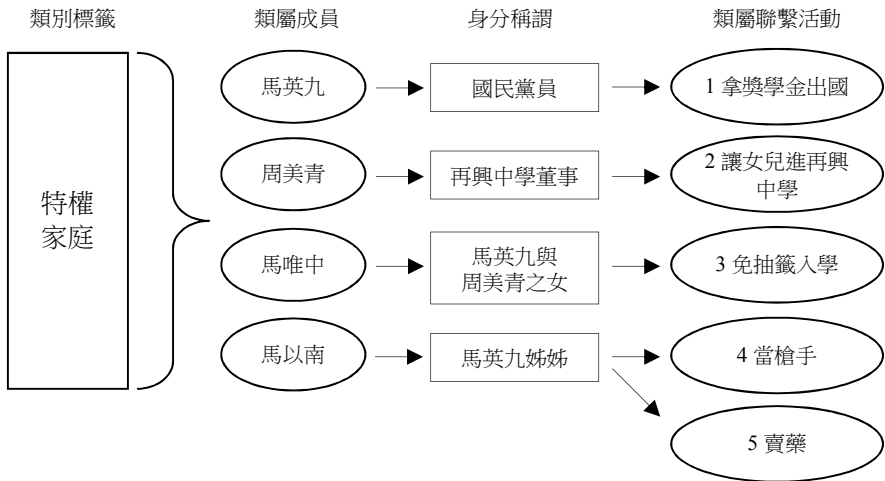 類別標籤
類屬成員
身分稱謂
類屬聯繫活動
特權
家庭
馬英九
國民黨員
1 拿獎學金出國
周美青
再興中學董事
2 讓女兒進再興
中學
馬唯中
馬英九與
周美青之女
3 免抽籤入學
馬以南
馬英九姊姊
4 當槍手
5 賣藥